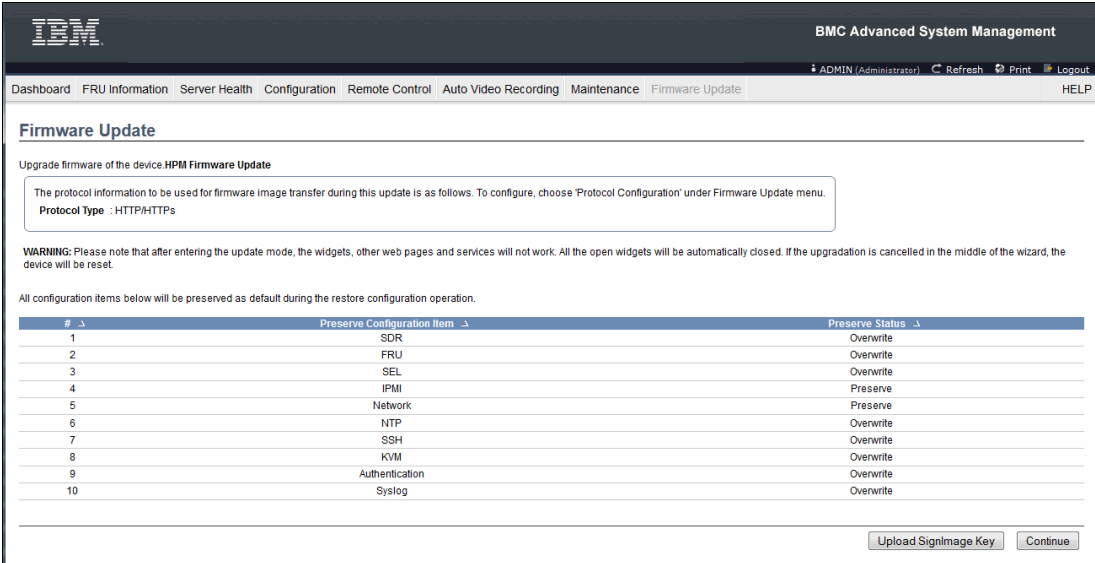 IBM.
BMC Advanced System Management
ADMIN (Administrator) Refresh Print Logout
Dashboard FRU Information Server Health Configuration Remote Control Auto Video Recording Maintenance Firmware Update HELP
Firmware Update
Upgrade firmware of the device.HPM Firmware Update
The protocol information to be used for firmware image transfer during this update is as follows. To configure, choose 'Protocol Configuration' under Firmware Update menu.
Protocol Type : HTTP/HTTPs
WARNING: Please note that after entering the update mode, the widgets, other web pages and services will not work. All the open widgets will be automatically closed. If the upgradation is cancelled in the middle of the wizard, the
device will be reset.
All configuration items below will be preserved as default during the restore configuration operation.
# Preserve Configuration Item Preserve Status
1 SDR Overwrite
2 FRU Overwrite
3 SEL Overwrite
4 IPMI Preserve
5 Network Preserve
6 NTP Overwrite
7 SSH Overwrite
8 KVM Overwrite
9 Authentication Overwrite
10 Syslog Overwrite
Upload SignImage Key Continue